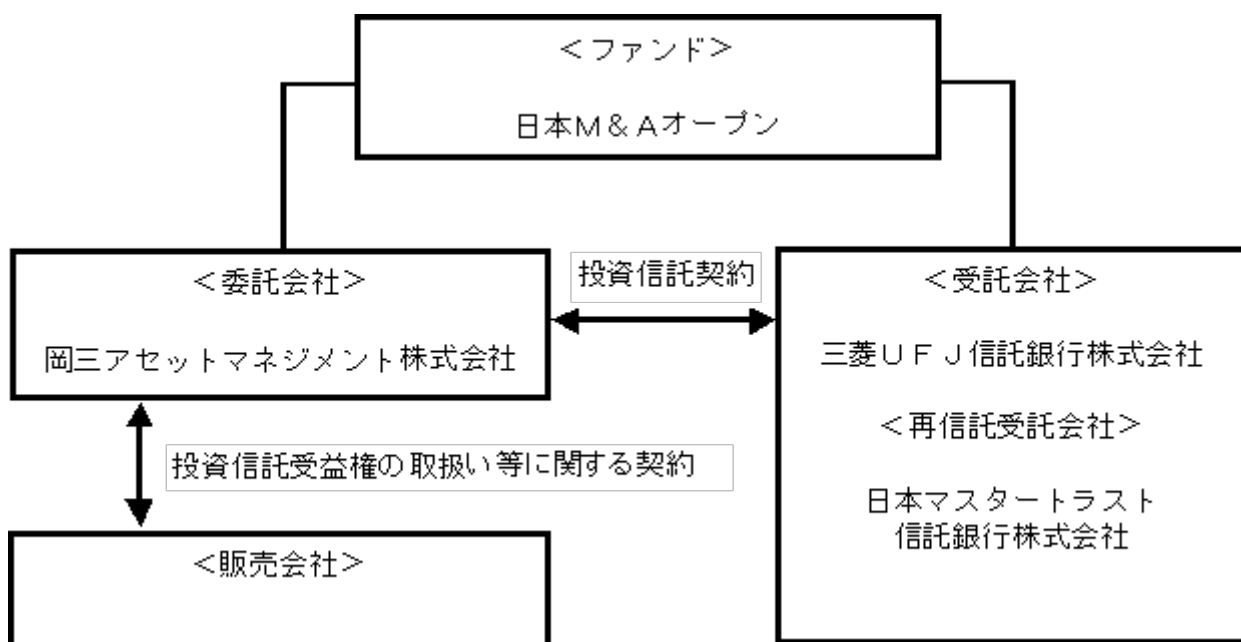 ＜ファンド＞
日本Ｍ＆Ａオープン
＜委託会社＞
岡三アセットマネジメント株式会社
投資信託契約
＜受託会社＞
三菱ＵＦＪ信託銀行株式会社
＜再信託受託会社＞
日本マスタートラスト
信託銀行株式会社
投資信託受益権の取扱い等に関する契約
＜販売会社＞